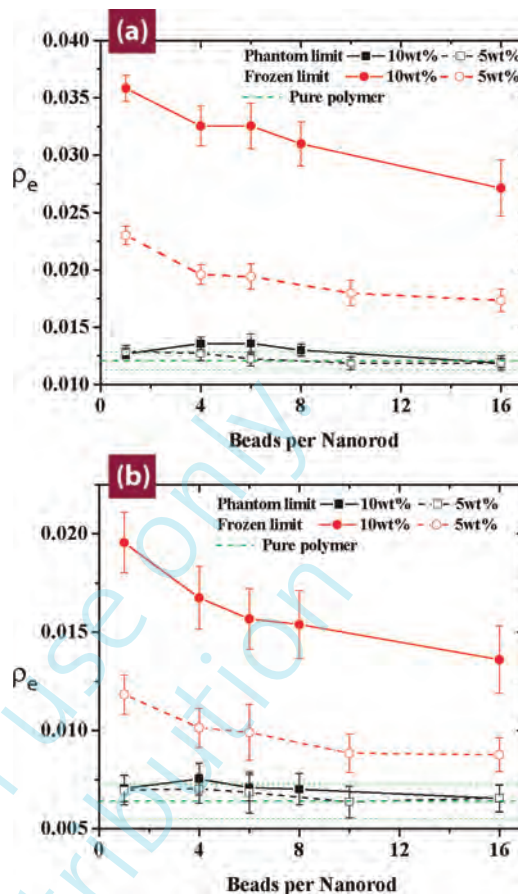 (a)
0.040
0.035
0.030
0.025
0.020
0.015
0.010
ρe
Phantom limit 10wt% 5wt%
Frozen limit 10wt% 5wt%
Pure polymer
0 4 8 12 16
Beads per Nanorod
(b)
0.020
0.015
0.010
0.005
ρe
Phantom limit 10wt% 5wt%
Frozen limit 10wt% 5wt%
Pure polymer
0 4 8 12 16
Beads per Nanorod
use only
tribution